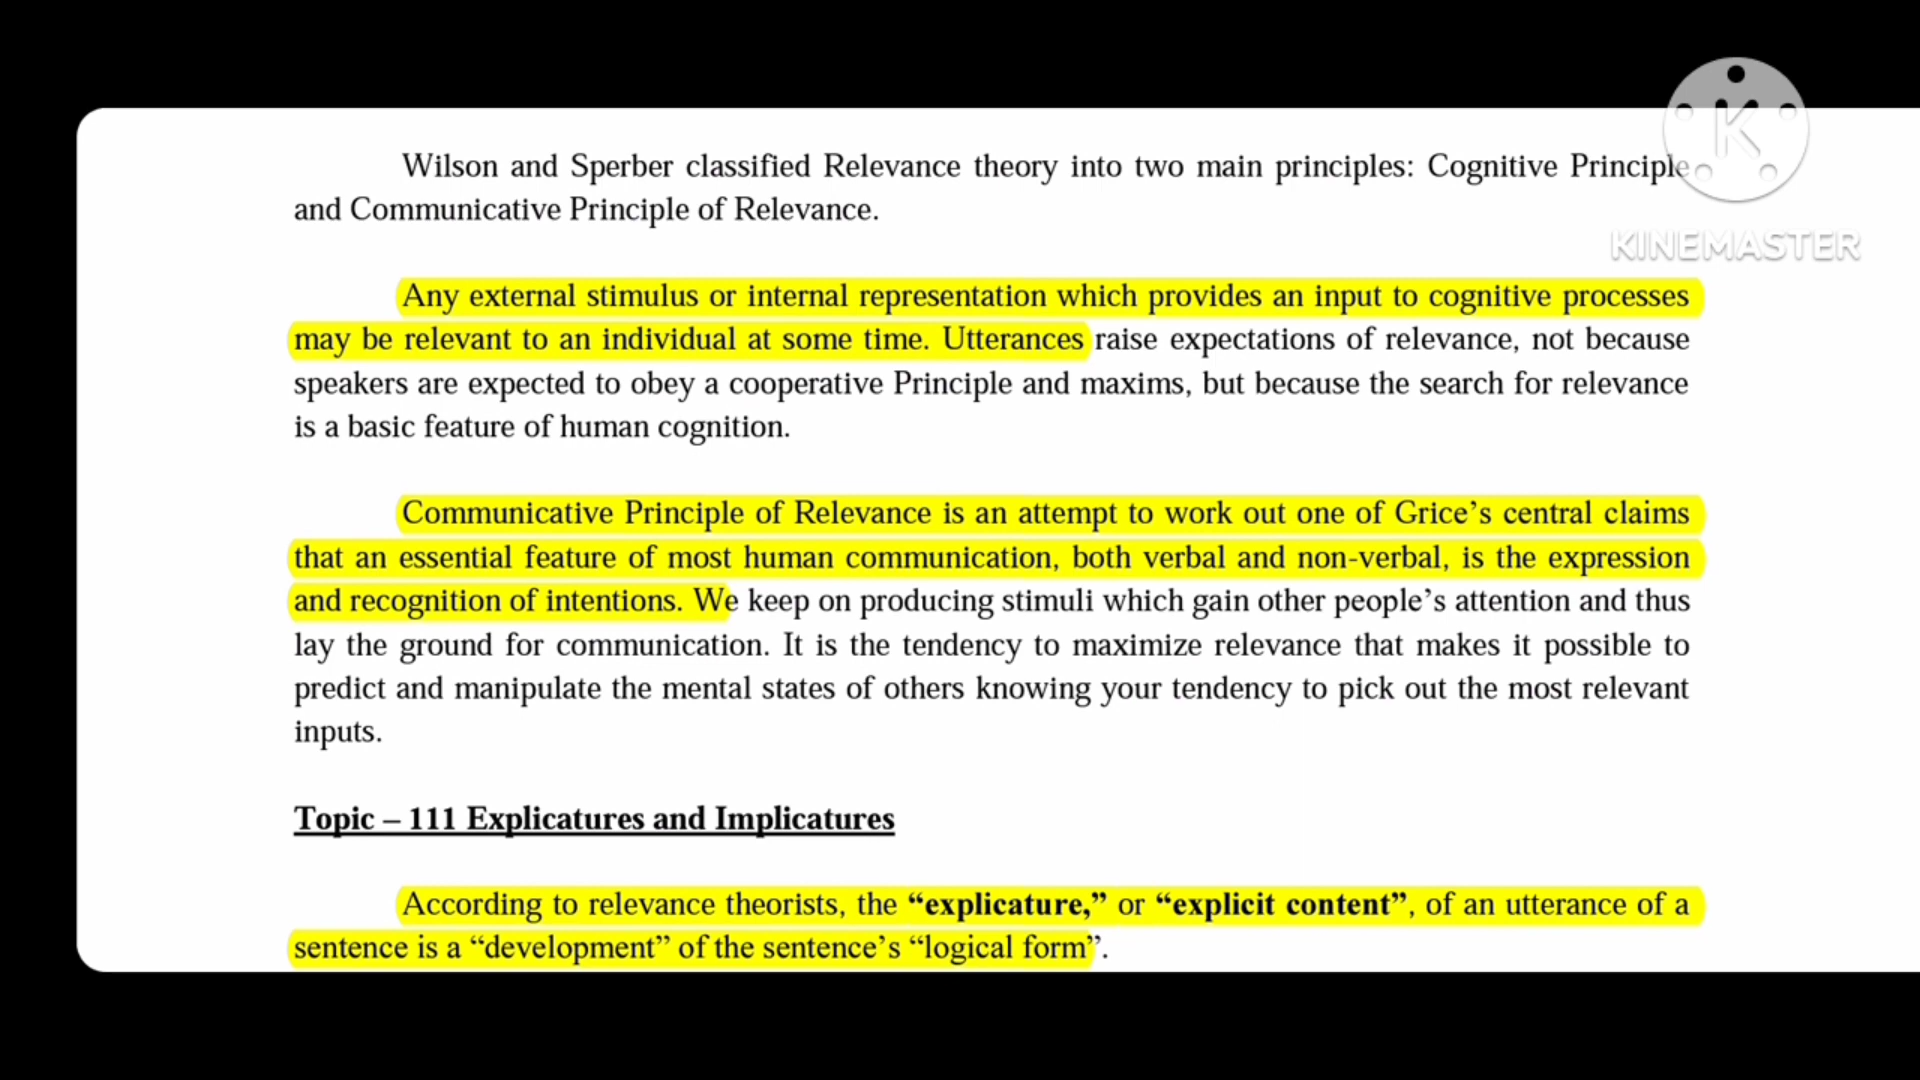 Wilson and Sperber classified Relevance theory into two main principles: Cognitive Principle
and Communicative Principle of Relevance.
K
KINEMASTER
Any external stimulus or internal representation which provides an input to cognitive processes
may be relevant to an individual at some time. Utterances raise expectations of relevance, not because
speakers are expected to obey a cooperative Principle and maxims, but because the search for relevance
is a basic feature of human cognition.
Communicative Principle of Relevance is an attempt to work out one of Grice’s central claims
that an essential feature of most human communication, both verbal and non-verbal, is the expression
and recognition of intentions. We keep on producing stimuli which gain other people’s attention and thus
lay the ground for communication. It is the tendency to maximize relevance that makes it possible to
predict and manipulate the mental states of others knowing your tendency to pick out the most relevant
inputs.
Topic – 111 Explicatures and Implicatures
According to relevance theorists, the “explicature,” or “explicit content”, of an utterance of a
sentence is a “development” of the sentence’s “logical form”.